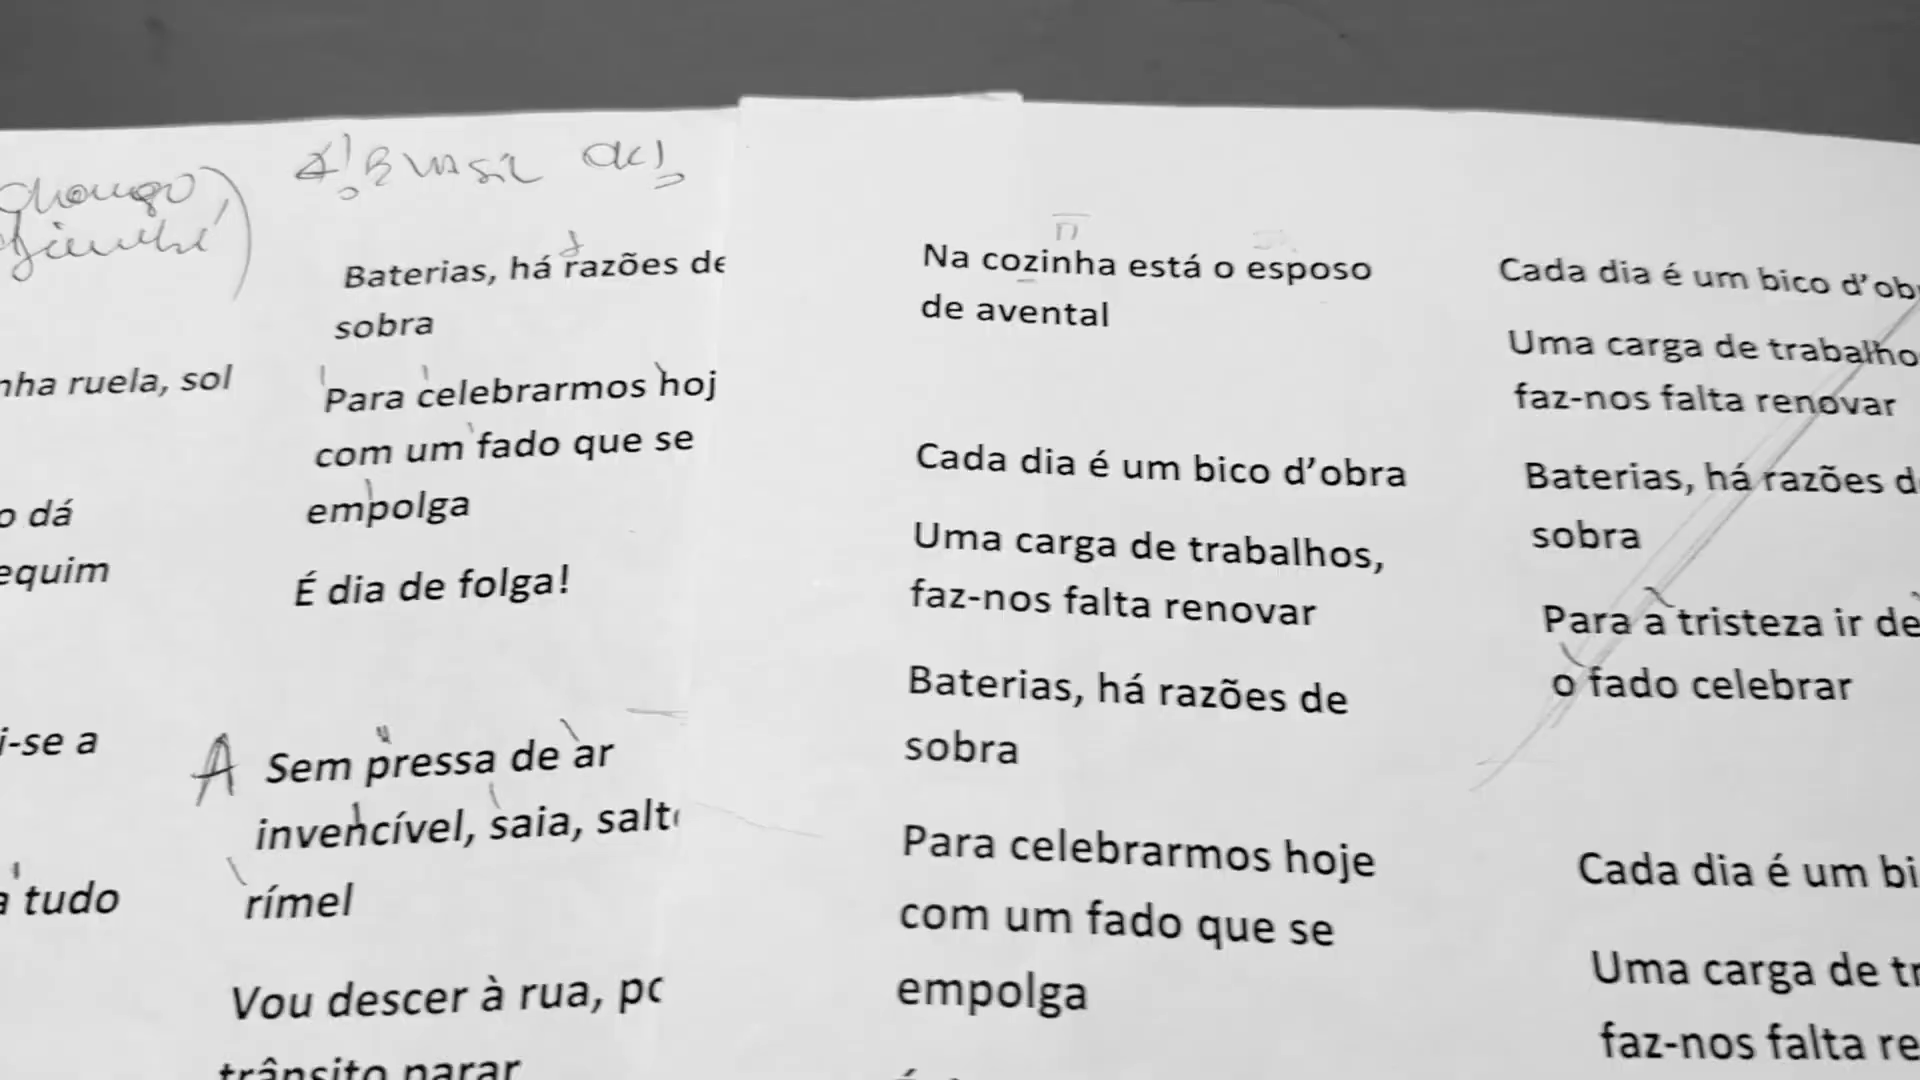 BRASIL
nha ruela, sol
o dá
equim
i-se a
a tudo
Baterias, há razões de
sobra
Para celebrarmos hoj
com um fado que se
empolga
É dia de folga!
A Sem pressa de ar
invencível, saia, salt
rímel
Vou descer à rua, po
trânsito parar
Na cozinha está o esposo
de avental
Cada dia é um bico d'obra
Uma carga de trabalhos,
faz-nos falta renovar
Baterias, há razões de
sobra
Para celebrarmos hoje
com um fado que se
empolga
Cada dia é um bico d'ob
Uma carga de trabalho
faz-nos falta renovar
Baterias, há razões d
sobra
Para a tristeza ir de
o fado celebrar
Cada dia é um bi
Uma carga de tr
faz-nos falta re